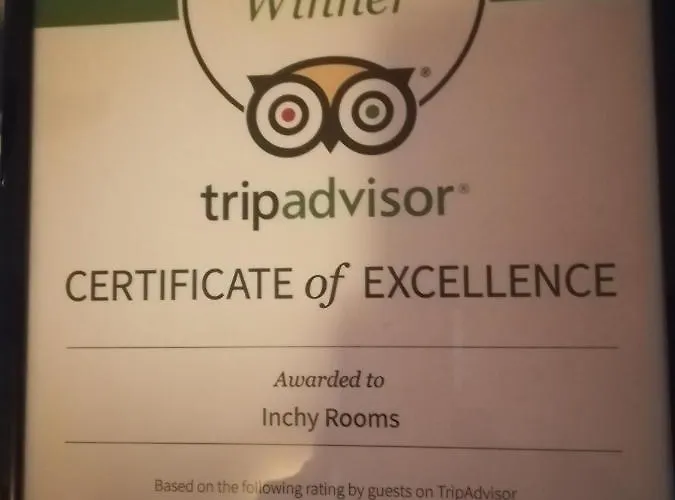 Winner
tripadvisor®
CERTIFICATE of EXCELLENCE
Awarded to
Inchy Rooms
Based on the following rating by guests on TripAdvisor